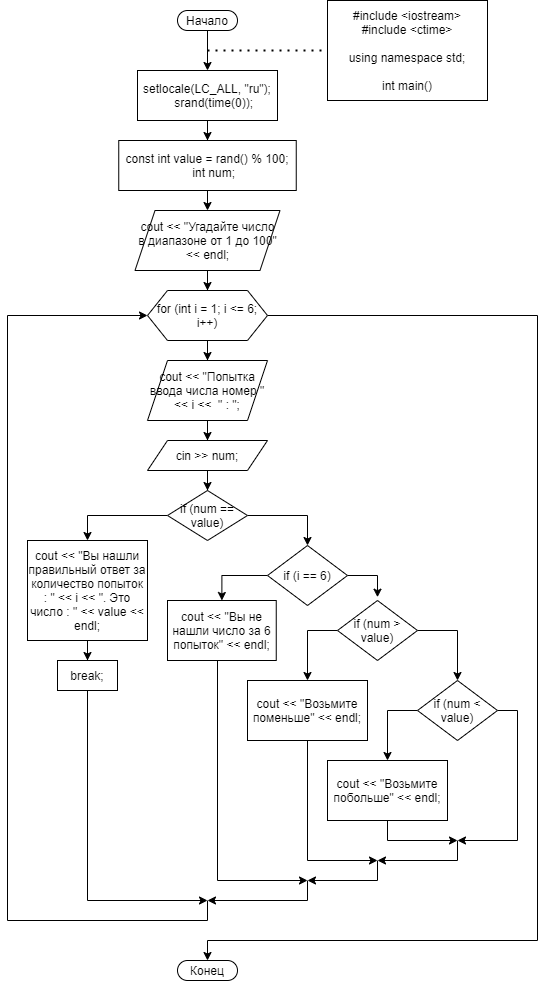 Начало
#include <iostream>
#include <ctime>
using namespace std;
int main()
setlocale(LC_ALL, "ru");
srand(time(0));
const int value = rand() % 100;
int num;
cout << "Угадайте число
в диапазоне от 1 до 100"
<< endl;
for (int i = 1; i <= 6;
i++)
cout << "Попытка
ввода числа номер "
<< i << " : ";
cin >> num;
if (num ==
value)
cout << "Вы нашли
правильный ответ за
количество попыток
: " << i << ". Это
число : " << value <<
endl;
break;
if (i == 6)
cout << "Вы не
нашли число за 6
попыток" << endl;
if (num >
value)
cout << "Возьмите
поменьше" << endl;
if (num <
value)
cout << "Возьмите
побольше" << endl;
Конец